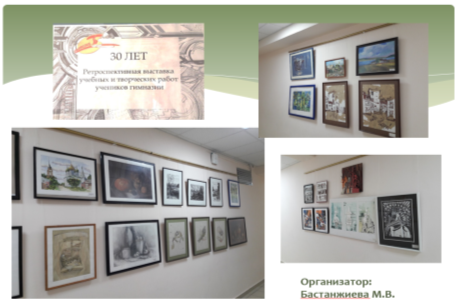 30 ЛЕТ
Ретроспективная выставка
учебных и творческих работ
учеников гимназии
Организатор:
Бастанжиева М.В.